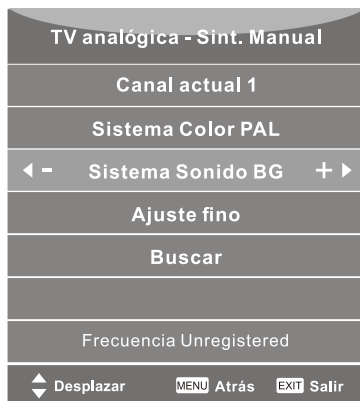 TV analógica - Sint. Manual
Canal actual 1
Sistema Color PAL
- Sistema Sonido BG +
Ajuste fino
Buscar
Frecuencia Unregistered
Desplazar MENU Atrás EXIT Salir